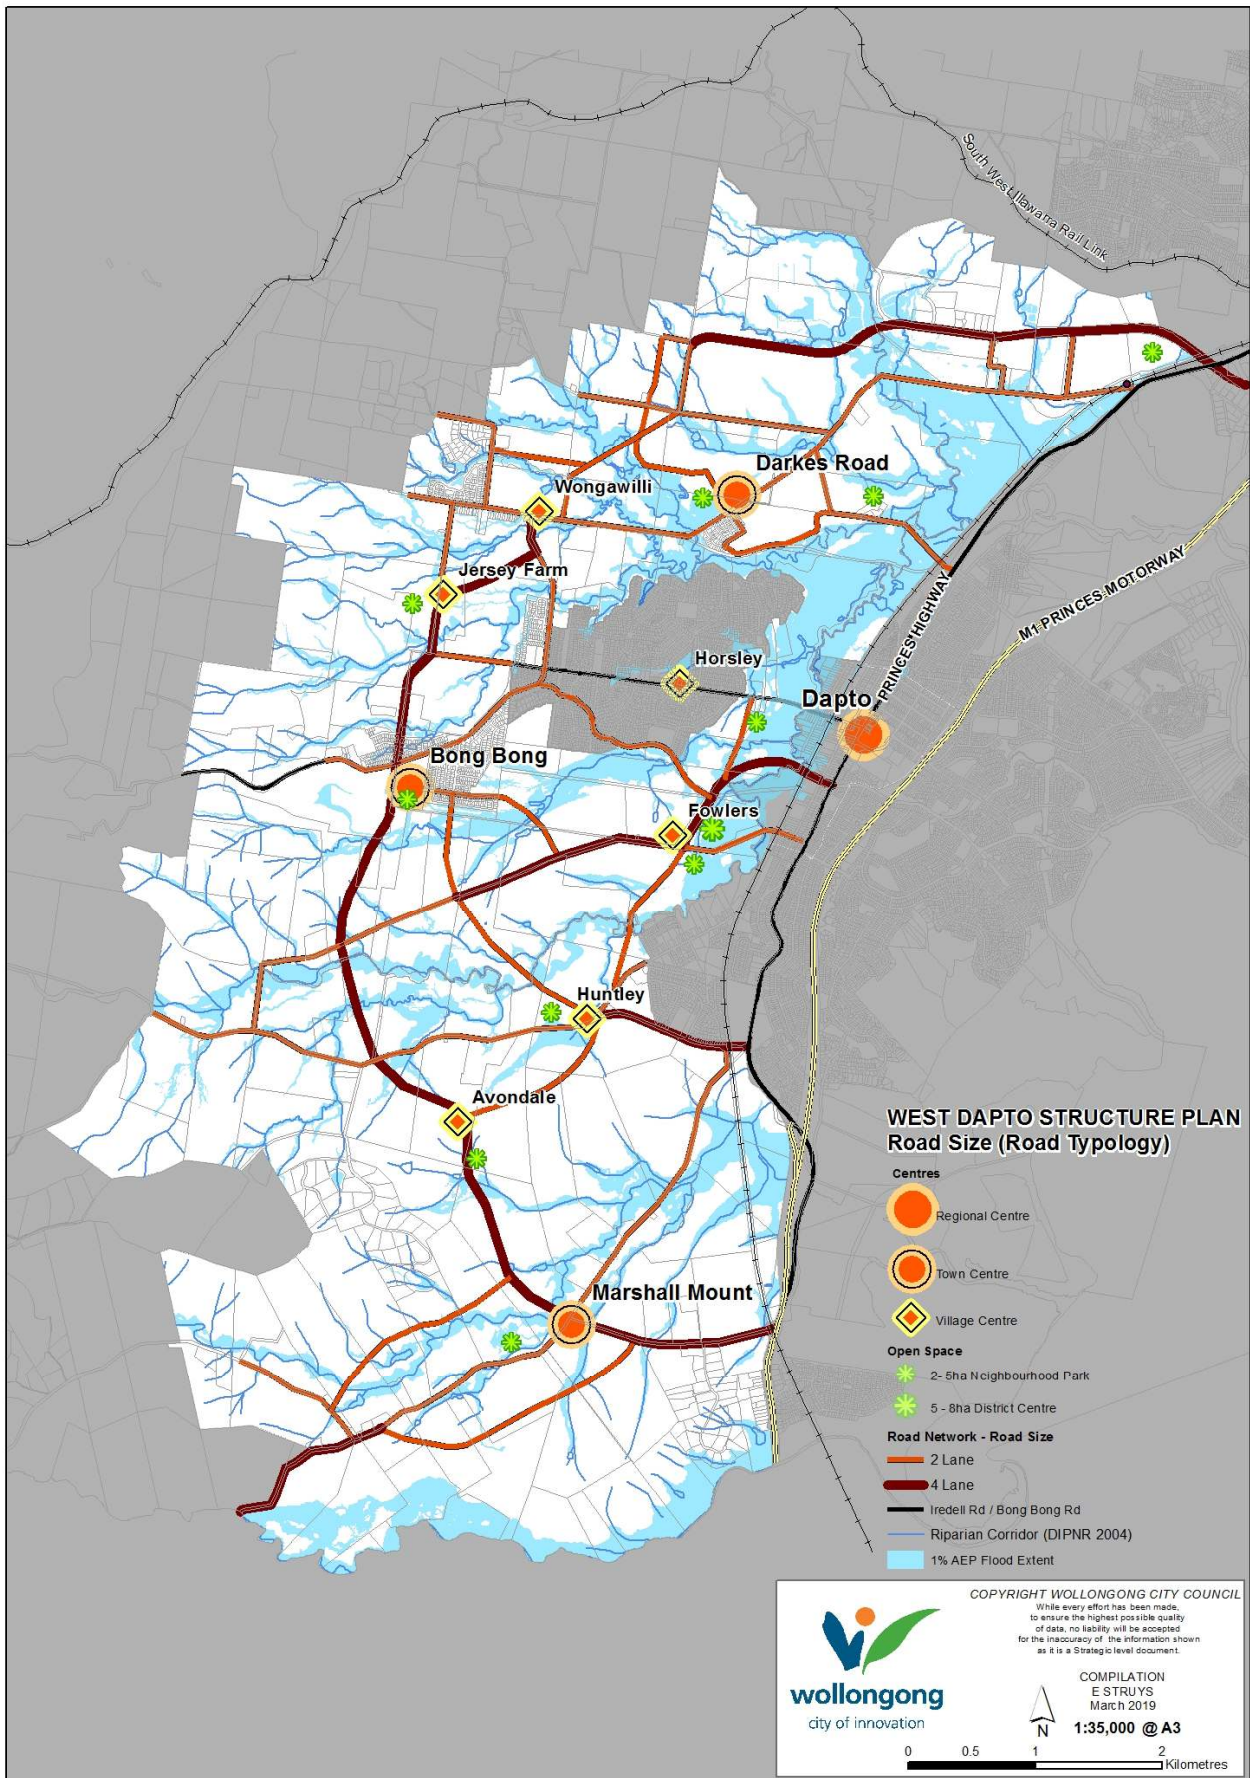 South West Illawarra Rail Link
Darkes Road
Wongawilli
Jersey Farm
Horsley
Dapto
PRINCES HIGHWAY
M1 PRINCES MOTORWAY
Bong Bong
Fowlers
Huntley
Avondale
Marshall Mount
WEST DAPTO STRUCTURE PLAN
Road Size (Road Typology)
Centres
Regional Centre
Town Centre
Village Centre
Open Space
2- 5ha Neighbourhood Park
5 - 8ha District Centre
Road Network - Road Size
2 Lane
4 Lane
Iredell Rd / Bong Bong Rd
Riparian Corridor (DIPNR 2004)
1% AEP Flood Extent
COPYRIGHT WOLLONGONG CITY COUNCIL
While every effort has been made,
to ensure the highest possible quality
of data, no liability will be accepted
for the inaccuracy of the information shown
as it is a Strategic level document.
COMPILATION
E STRUYS
March 2019
1:35,000 @ A3
N
wollongong
city of innovation
0 0.5 1 2
Kilometres